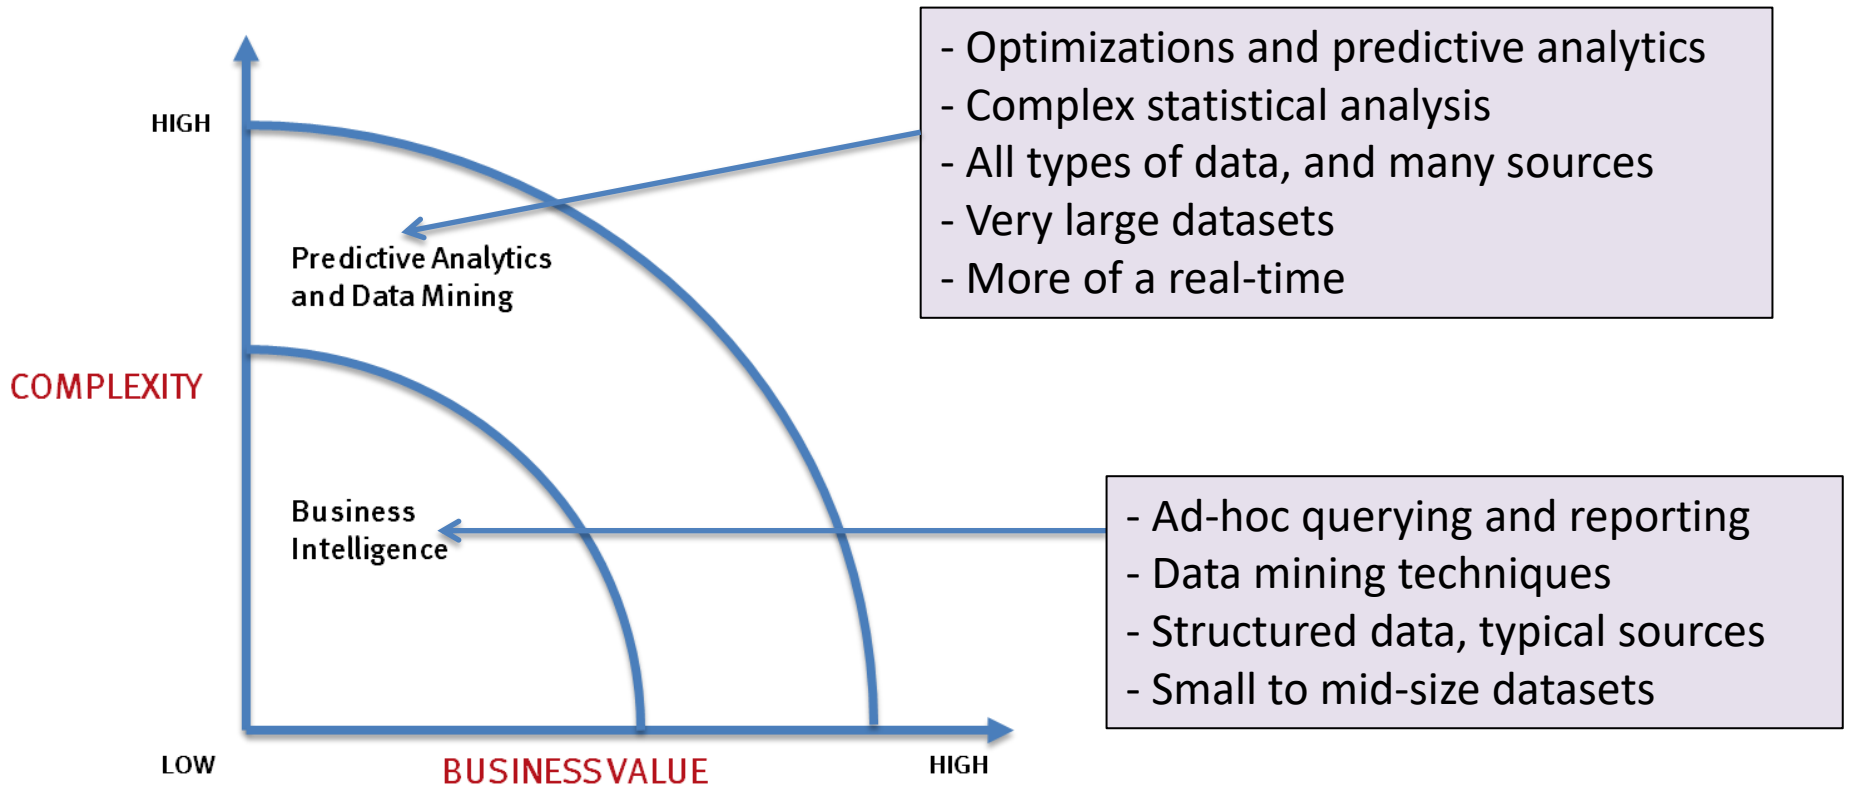 - Optimizations and predictive analytics
- Complex statistical analysis
- All types of data, and many sources
- Very large datasets
- More of a real-time
HIGH
Predictive Analytics
and Data Mining
COMPLEXITY
Business
Intelligence
- Ad-hoc querying and reporting
- Data mining techniques
- Structured data, typical sources
- Small to mid-size datasets
LOW
BUSINESS VALUE
HIGH